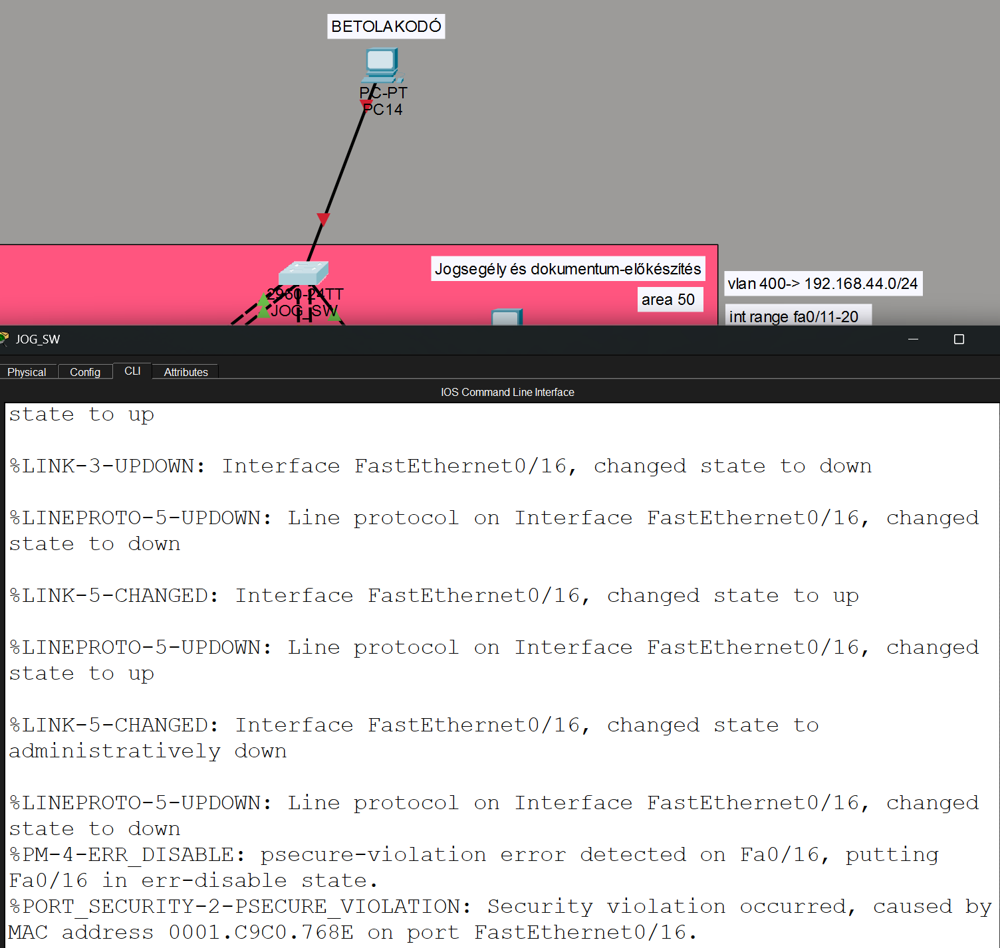 BETOLAKODÓ
PC-PT
PC14
Jogsegély és dokumentum-előkészítés
area 50
vlan 400-> 192.168.44.0/24
int range fa0/11-20
2960-24TT
JOG_SW
JOG_SW
Physical Config CLI Attributes
IOS Command Line Interface
state to up
%LINK-3-UPDOWN: Interface FastEthernet0/16, changed state to down
%LINEPROTO-5-UPDOWN: Line protocol on Interface FastEthernet0/16, changed
state to down
%LINK-5-CHANGED: Interface FastEthernet0/16, changed state to up
%LINEPROTO-5-UPDOWN: Line protocol on Interface FastEthernet0/16, changed
state to up
%LINK-5-CHANGED: Interface FastEthernet0/16, changed state to
administratively down
%LINEPROTO-5-UPDOWN: Line protocol on Interface FastEthernet0/16, changed
state to down
%PM-4-ERR_DISABLE: psecure-violation error detected on Fa0/16, putting
Fa0/16 in err-disable state.
%PORT_SECURITY-2-PSECURE_VIOLATION: Security violation occurred, caused by
MAC address 0001.C9C0.768E on port FastEthernet0/16.